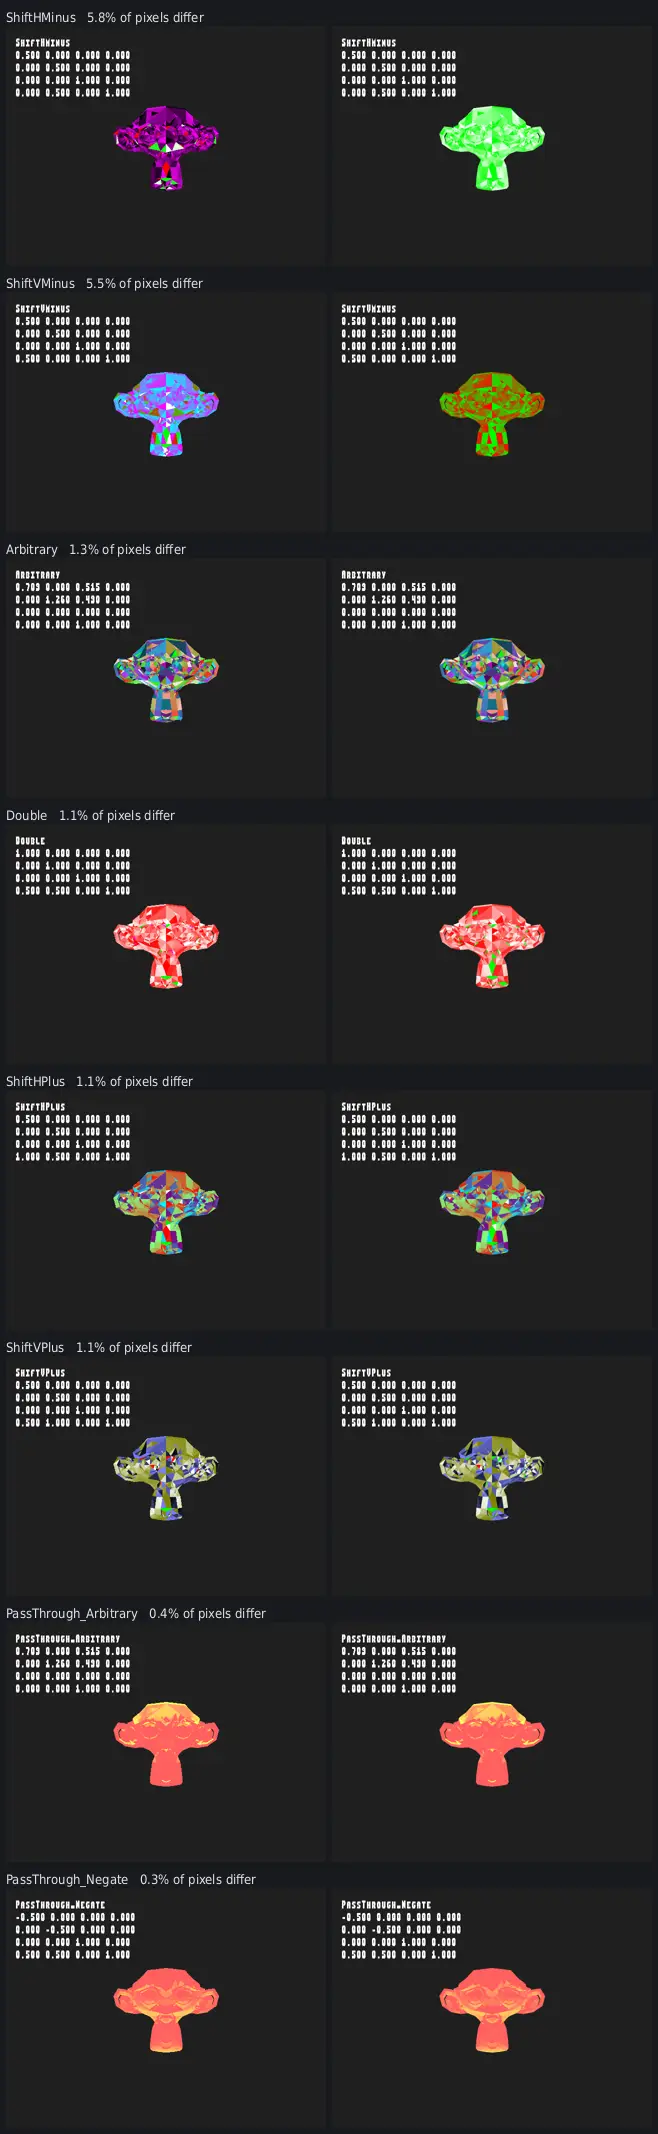 ShiftHMinus 5.8% of pixels differ
ShiftHMinus
0.500 0.000 0.000 0.000
0.000 0.500 0.000 0.000
0.000 0.000 1.000 0.000
0.000 0.500 0.000 1.000
ShiftHMinus
0.500 0.000 0.000 0.000
0.000 0.500 0.000 0.000
0.000 0.000 1.000 0.000
0.000 0.500 0.000 1.000
ShiftVMinus 5.5% of pixels differ
ShiftVMinus
0.500 0.000 0.000 0.000
0.000 0.500 0.000 0.000
0.000 0.000 1.000 0.000
0.500 0.000 0.000 1.000
ShiftVMinus
0.500 0.000 0.000 0.000
0.000 0.500 0.000 0.000
0.000 0.000 1.000 0.000
0.500 0.000 0.000 1.000
Arbitrary 1.3% of pixels differ
Arbitrary
0.703 0.000 0.515 0.000
0.000 1.260 0.430 0.000
0.000 0.000 0.000 0.000
0.000 0.000 1.000 0.000
Arbitrary
0.703 0.000 0.515 0.000
0.000 1.260 0.430 0.000
0.000 0.000 0.000 0.000
0.000 0.000 1.000 0.000
Double 1.1% of pixels differ
Double
1.000 0.000 0.000 0.000
0.000 1.000 0.000 0.000
0.000 0.000 1.000 0.000
0.500 0.500 0.000 1.000
Double
1.000 0.000 0.000 0.000
0.000 1.000 0.000 0.000
0.000 0.000 1.000 0.000
0.500 0.500 0.000 1.000
ShiftHPlus 1.1% of pixels differ
ShiftHPlus
0.500 0.000 0.000 0.000
0.000 0.500 0.000 0.000
0.000 0.000 1.000 0.000
1.000 0.500 0.000 1.000
ShiftHPlus
0.500 0.000 0.000 0.000
0.000 0.500 0.000 0.000
0.000 0.000 1.000 0.000
1.000 0.500 0.000 1.000
ShiftVPlus 1.1% of pixels differ
ShiftVPlus
0.500 0.000 0.000 0.000
0.000 0.500 0.000 0.000
0.000 0.000 1.000 0.000
0.500 1.000 0.000 1.000
ShiftVPlus
0.500 0.000 0.000 0.000
0.000 0.500 0.000 0.000
0.000 0.000 1.000 0.000
0.500 1.000 0.000 1.000
PassThrough_Arbitrary 0.4% of pixels differ
PassThrough_Arbitrary
0.703 0.000 0.515 0.000
0.000 1.260 0.430 0.000
0.000 0.000 0.000 0.000
0.000 0.000 1.000 0.000
PassThrough_Arbitrary
0.703 0.000 0.515 0.000
0.000 1.260 0.430 0.000
0.000 0.000 0.000 0.000
0.000 0.000 1.000 0.000
PassThrough_Negate 0.3% of pixels differ
PassThrough_Negate
-0.500 0.000 0.000 0.000
0.000 -0.500 0.000 0.000
0.000 0.000 1.000 0.000
0.500 0.500 0.000 1.000
PassThrough_Negate
-0.500 0.000 0.000 0.000
0.000 -0.500 0.000 0.000
0.000 0.000 1.000 0.000
0.500 0.500 0.000 1.000